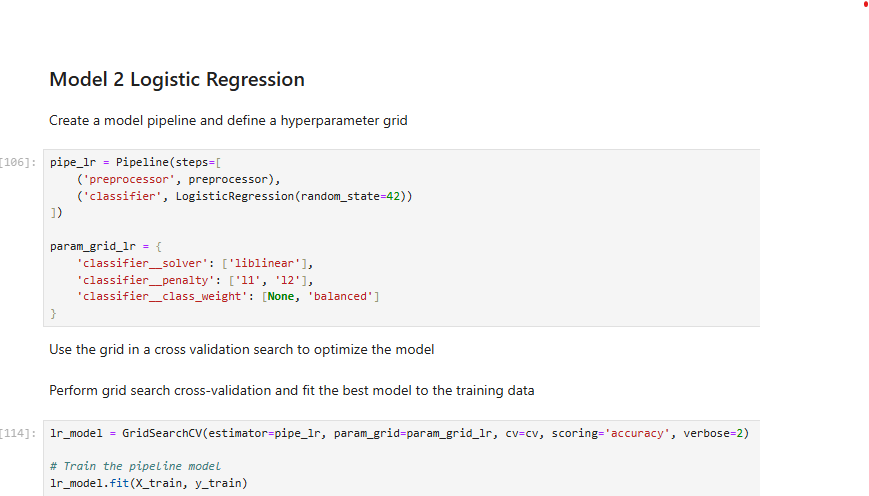 Model 2 Logistic Regression
Create a model pipeline and define a hyperparameter grid
[106]:
pipe_lr = Pipeline(steps=[
    ('preprocessor', preprocessor),
    ('classifier', LogisticRegression(random_state=42))
])

param_grid_lr = {
    'classifier__solver': ['liblinear'],
    'classifier__penalty': ['l1', 'l2'],
    'classifier__class_weight': [None, 'balanced']
}
Use the grid in a cross validation search to optimize the model
Perform grid search cross-validation and fit the best model to the training data
[114]:
lr_model = GridSearchCV(estimator=pipe_lr, param_grid=param_grid_lr, cv=cv, scoring='accuracy', verbose=2)

# Train the pipeline model
lr_model.fit(X_train, y_train)